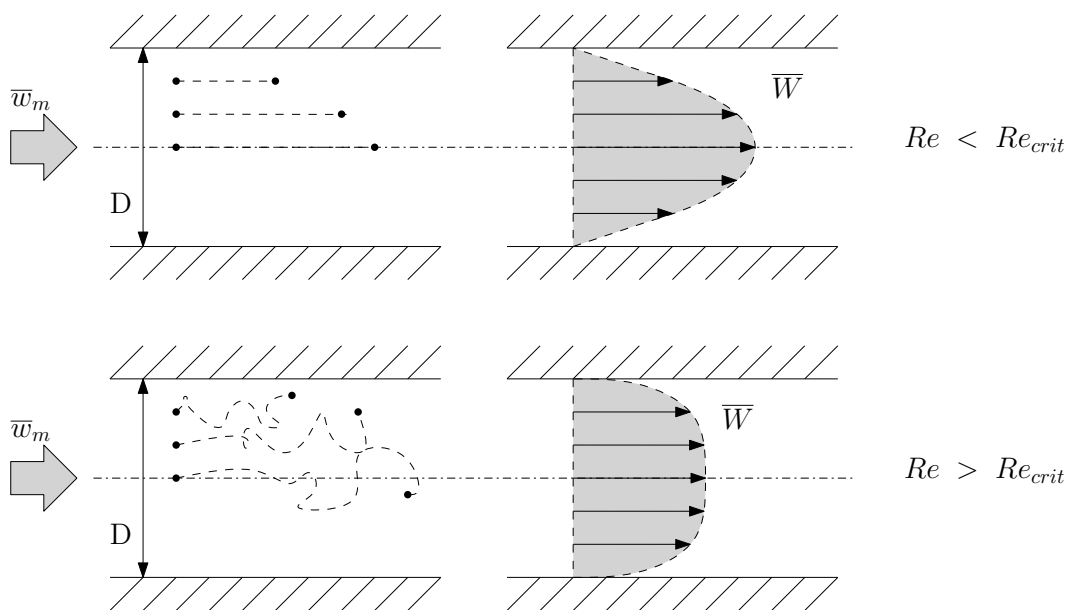 w̅ₘ
D
W̅
Re < Re_crit
w̅ₘ
D
W̅
Re > Re_crit